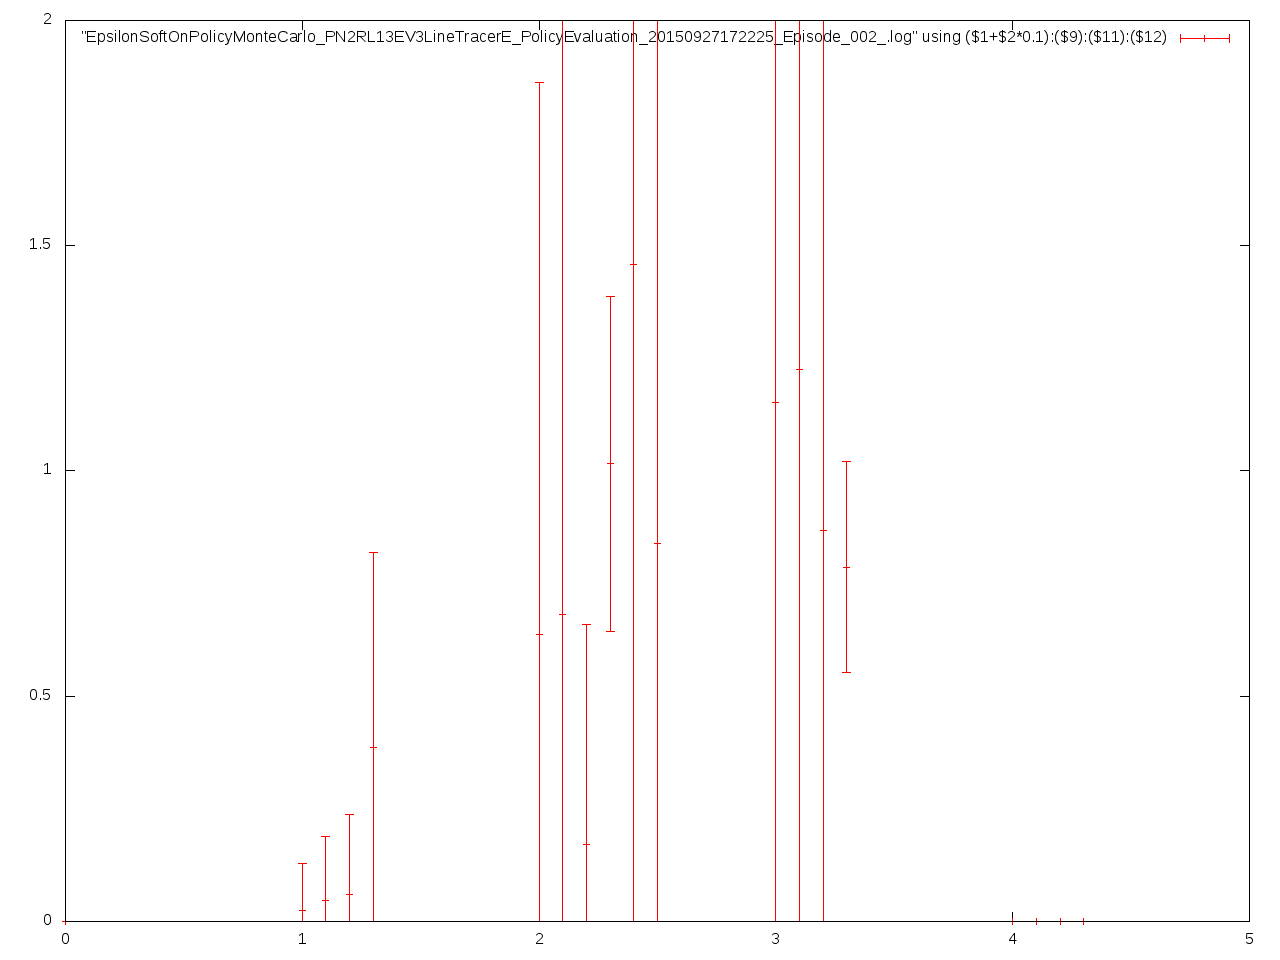 2
"EpsilonSoftOnPolicyMonteCarlo_PN2RL13EV3LineTracerE_PolicyEvaluation_20150927172225_Episode_002_.log" using ($1+$2*0.1):($9):($11):($12)
1.5
1
0.5
0
0 1 2 3 4 5